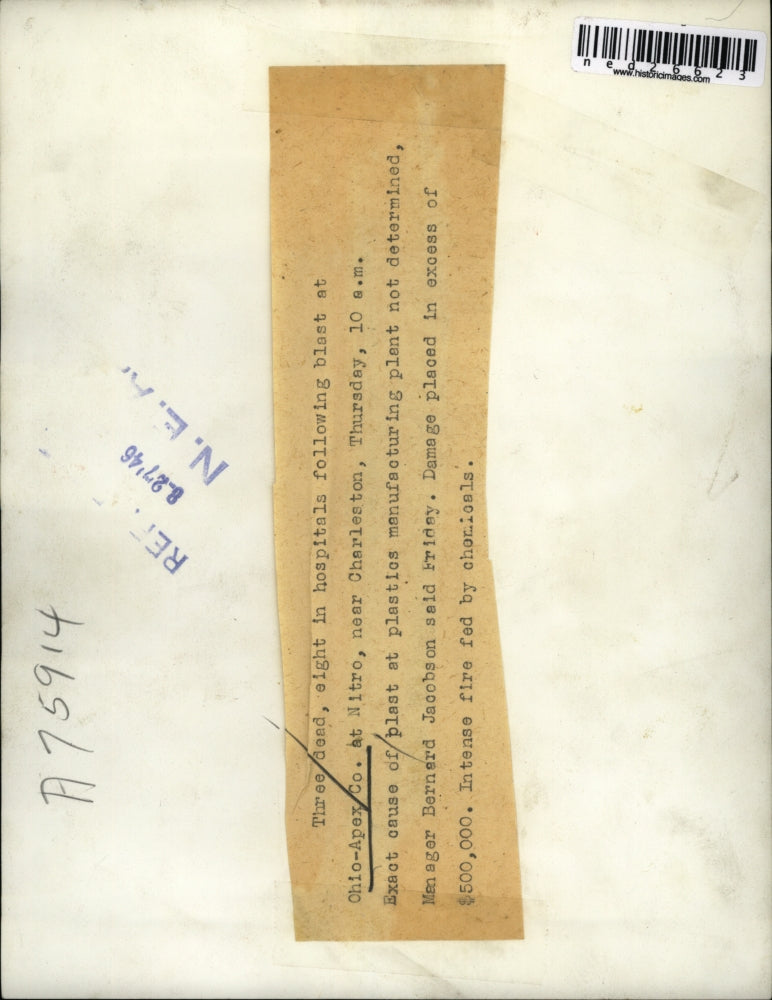 ned26623
www.historicimages.com
Three dead, eight in hospitals following blast at
Ohio-Apex Co. at Nitro, near Charleston, Thursday, 10 a.m.
Exact cause of blast at plastics manufacturing plant not determined,
Manager Bernard Jacobson said Friday. Damage placed in excess of
$500,000. Intense fire fed by chemicals.
REF.
8-27'46
N. E. A.
A75914